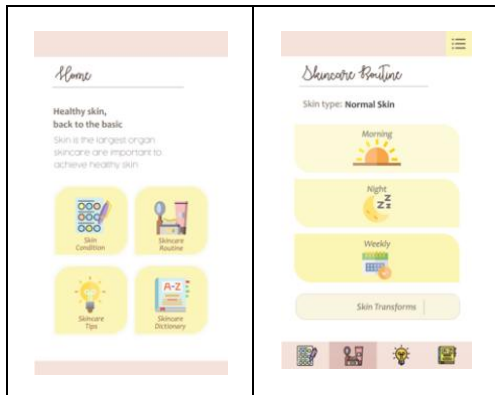 Home
Healthy skin,
back to the basic
Skin is the largest organ
skincare are important to
achieve healthy skin
Skin
Condition
Skincare
Routine
A-Z
Skincare
Tips
Skincare
Dictionary
Skincare Routine
Skin type: Normal Skin
Morning
Night
z z z
Weekly
Skin Transforms